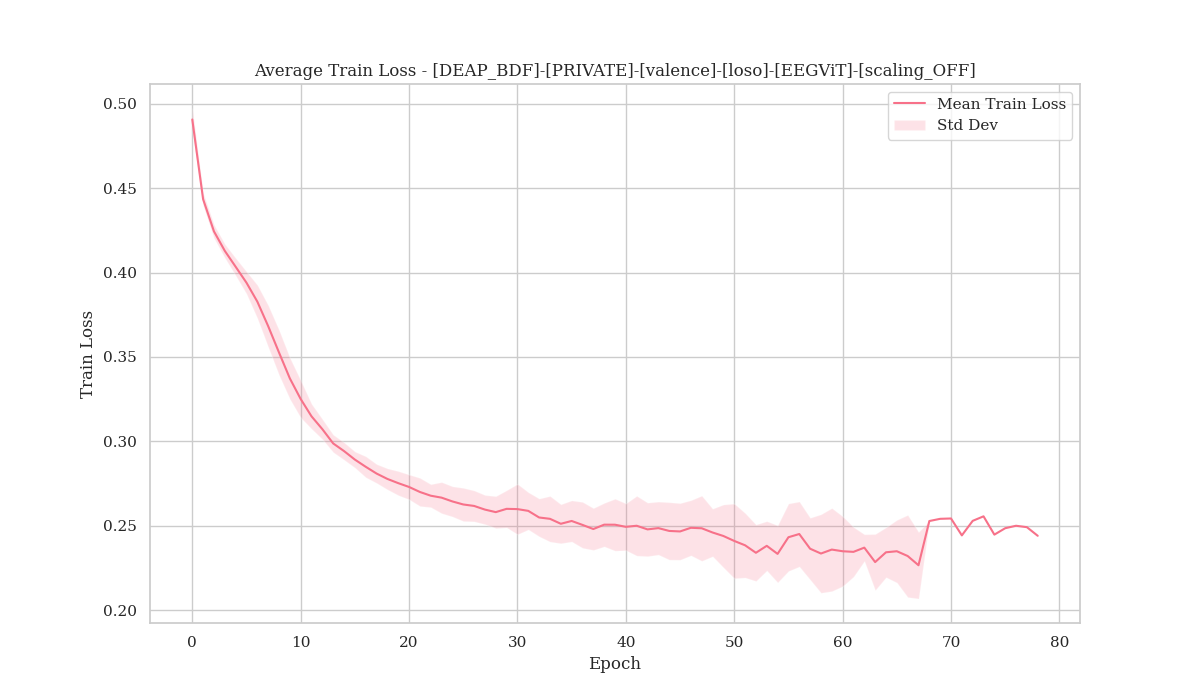 Average Train Loss - [DEAP_BDF]-[PRIVATE]-[valence]-[loso]-[EEGViT]-[scaling_OFF]
Mean Train Loss
Std Dev
Train Loss
0.50
0.45
0.40
0.35
0.30
0.25
0.20
0 10 20 30 40 50 60 70 80
Epoch